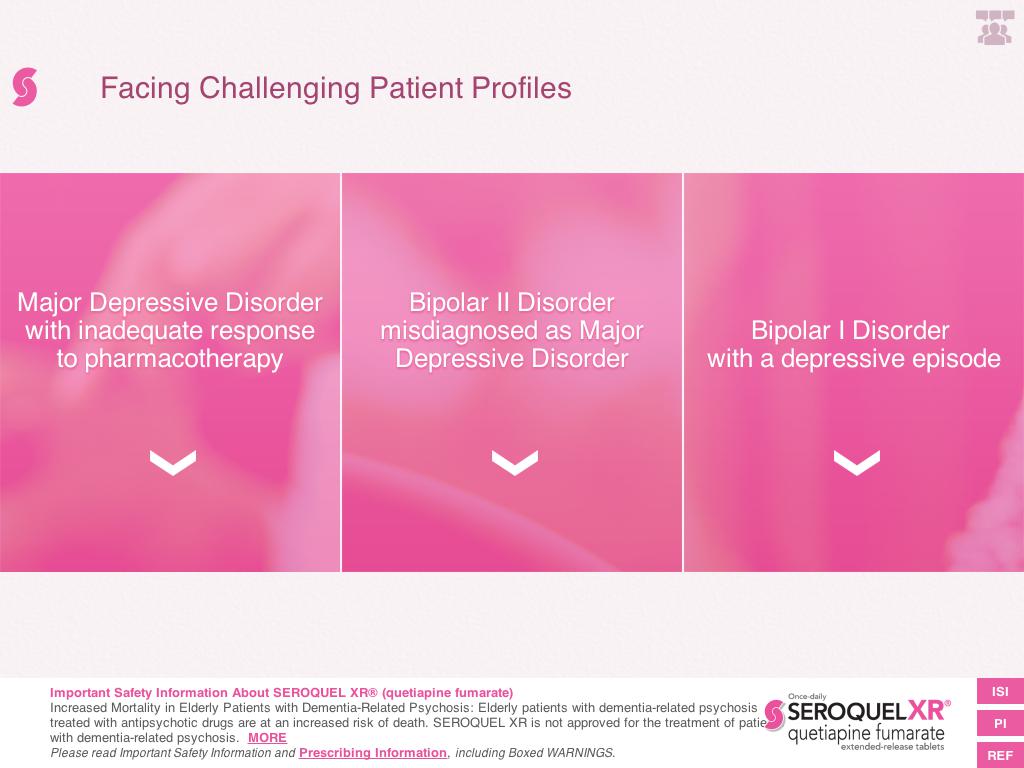 Facing Challenging Patient Profiles
Major Depressive Disorder
with inadequate response
to pharmacotherapy
Bipolar II Disorder
misdiagnosed as Major
Depressive Disorder
Bipolar I Disorder
with a depressive episode
Important Safety Information About SEROQUEL XR® (quetiapine fumarate)
Increased Mortality in Elderly Patients with Dementia-Related Psychosis: Elderly patients with dementia-related psychosis
treated with antipsychotic drugs are at an increased risk of death. SEROQUEL XR is not approved for the treatment of patie
with dementia-related psychosis. MORE
Please read Important Safety Information and Prescribing Information, including Boxed WARNINGS.
Once-daily
SEROQUEL XR®
quetiapine fumarate
extended-release tablets
ISI
PI
REF